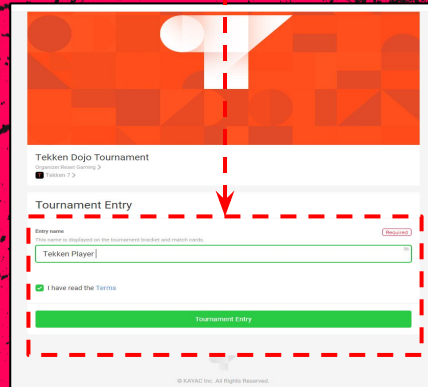 Tekken Dojo Tournament
Organizer Reset Gaming >
Tekken 7 >
Tournament Entry
Entry name
Required
This name is displayed on the tournament bracket and match cards.
Tekken Player
I have read the Terms
Tournament Entry
© KAYAC Inc. All Rights Reserved.